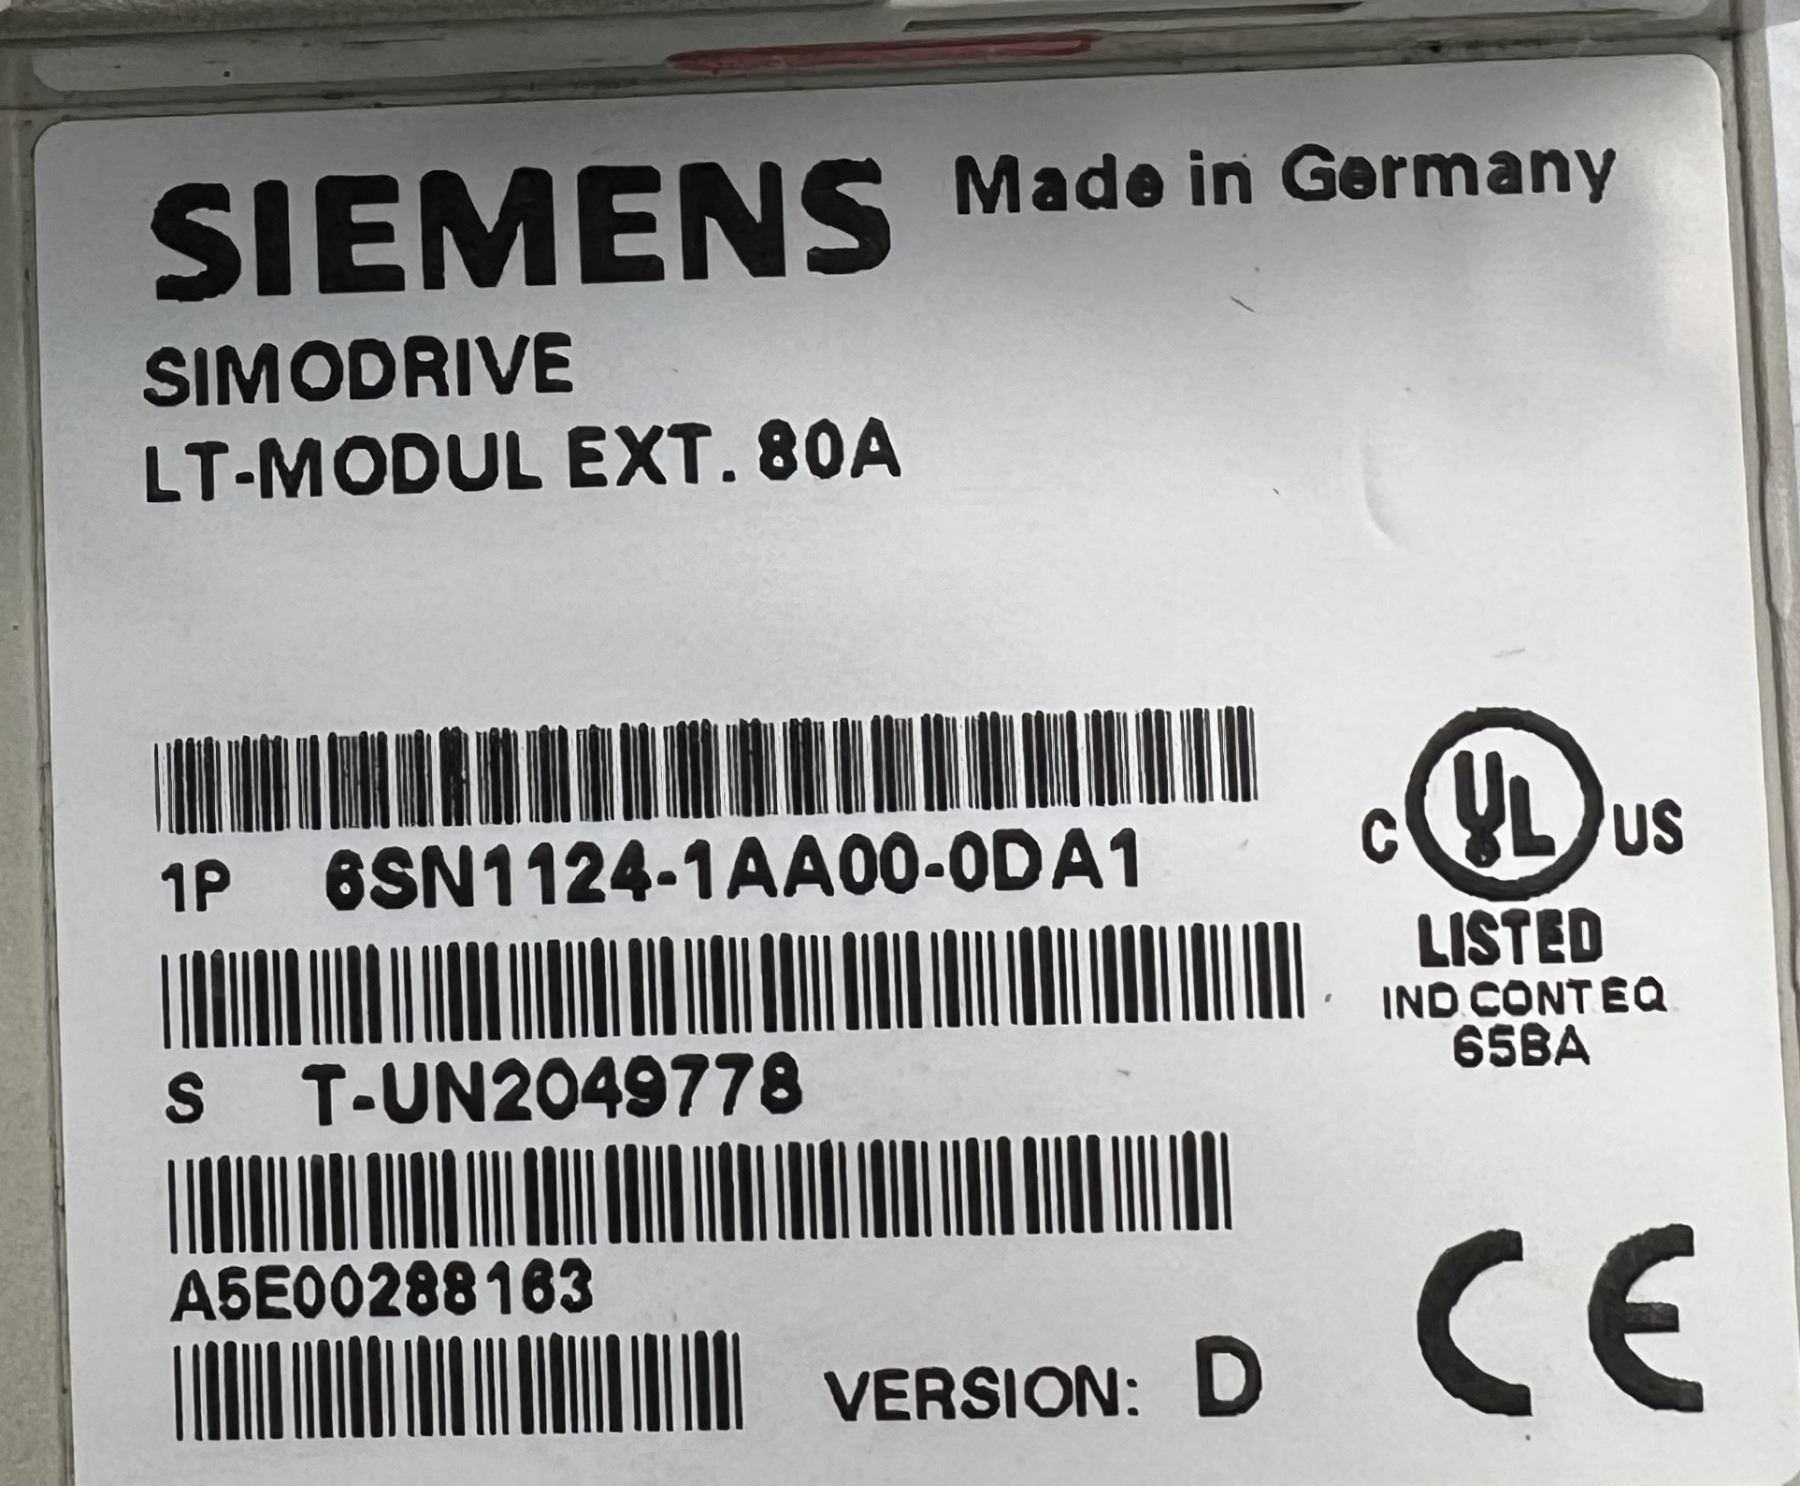 SIEMENS Made in Germany
SIMODRIVE
LT-MODUL EXT. 80A
1P 6SN1124-1AA00-0DA1
C UL US
LISTED
IND.CONT EQ
65BA
S T-UN2049778
A5E00288163
VERSION: D
CE